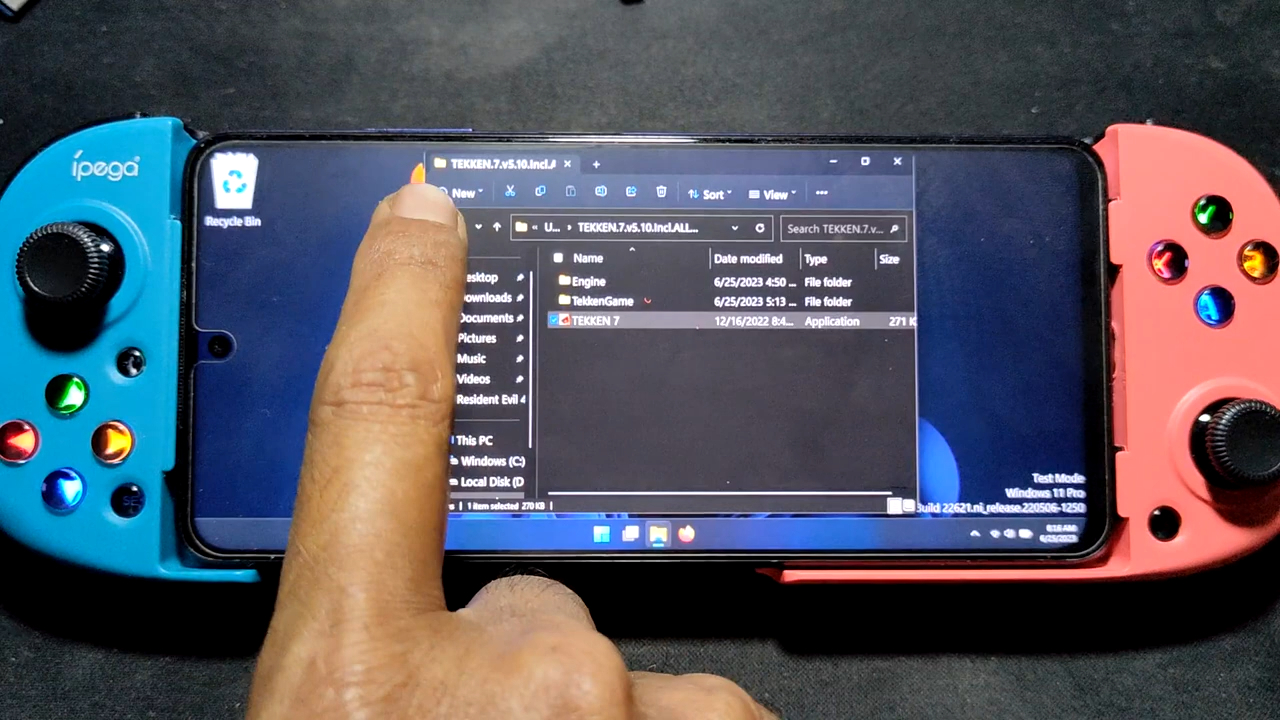 ipega
Recycle Bin
TEKKEN.7.v5.10.Incl.A
New
Sort
View
U... › TEKKEN.7.v5.10.Incl.ALL...
Search TEKKEN.7.v...
Name
Date modified
Type
Size
esktop
ownloads
Documents
Pictures
Music
Videos
Resident Evil 4
This PC
Windows (C:)
Local Disk (D
Engine 6/25/2023 4:50 ... File folder
TekkenGame 6/25/2023 5:13 ... File folder
TEKKEN 7 12/16/2022 8:4... Application 271 K
1 item selected 270 KB
Test Mode
Windows 11 Pro
Build 22621.ni_release.220506-1250